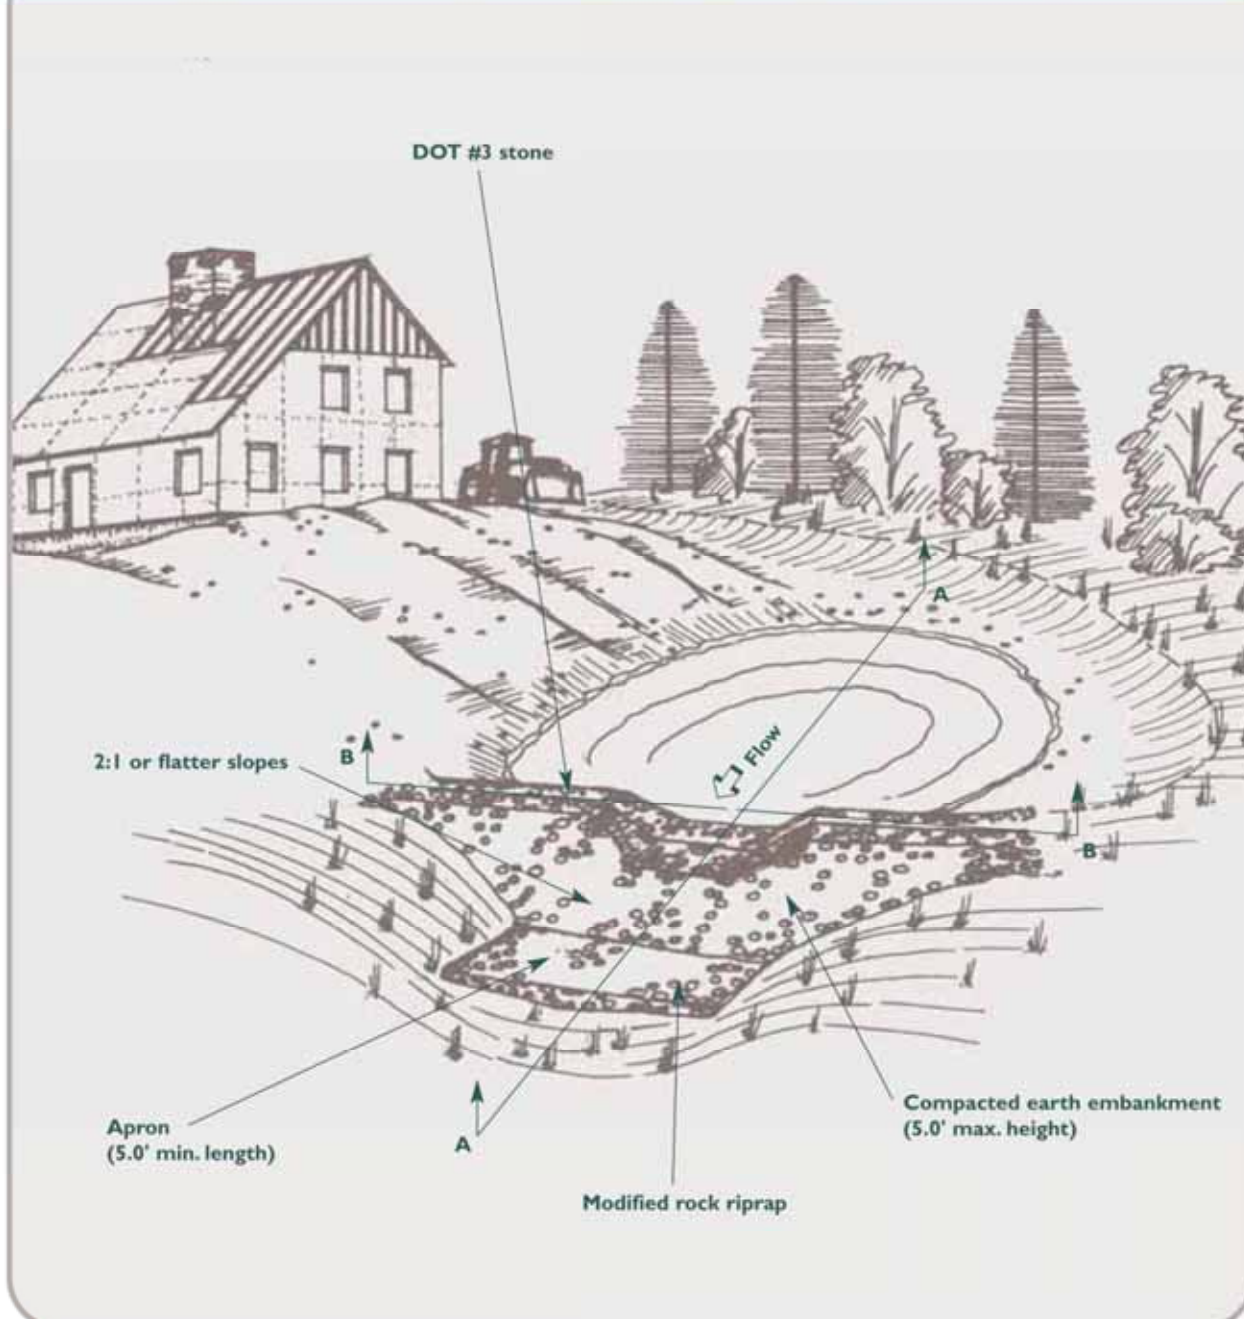 DOT #3 stone
A
Flow
B
2:1 or flatter slopes
B
Compacted earth embankment
(5.0' max. height)
Apron
(5.0' min. length)
A
Modified rock riprap